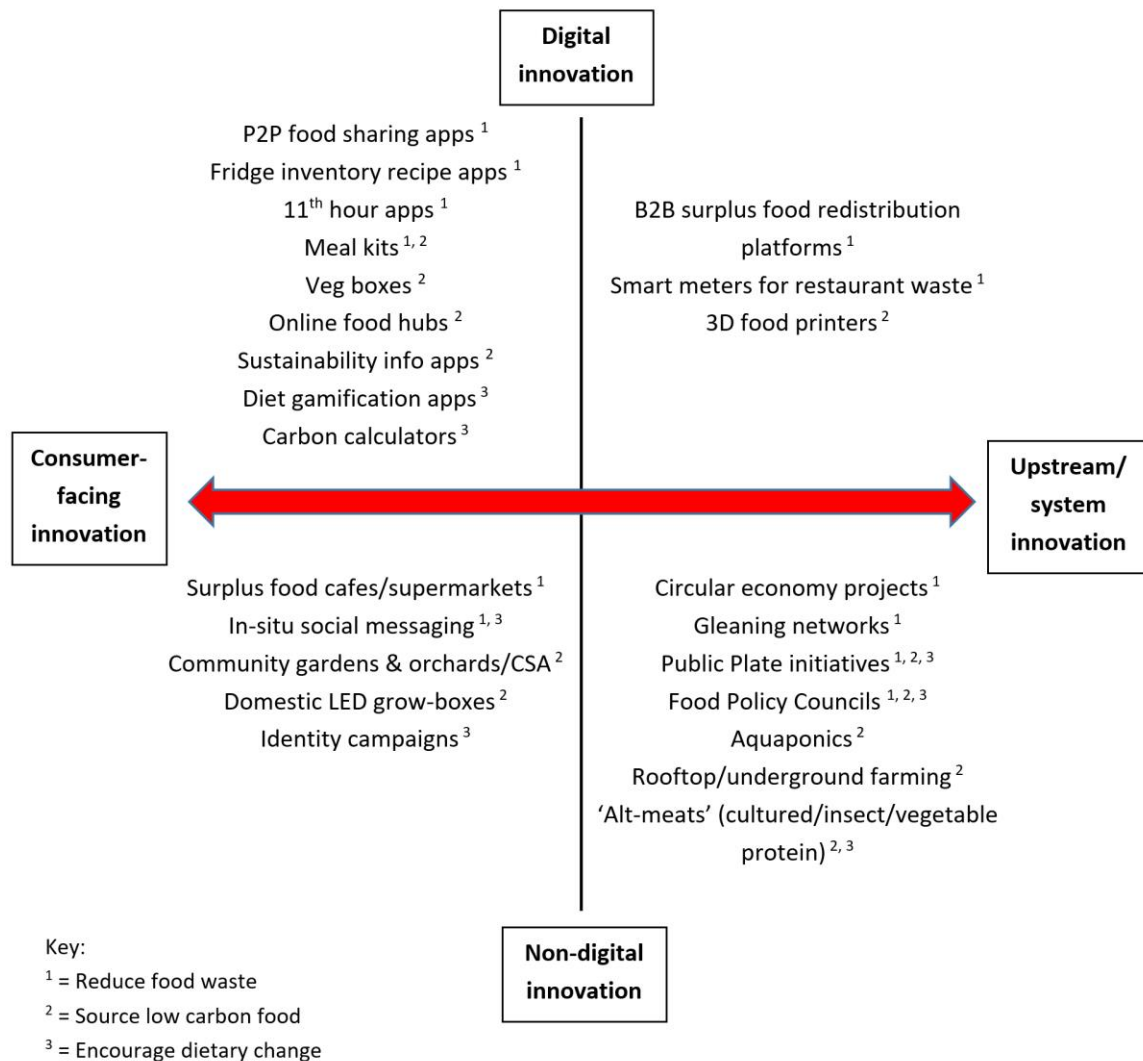 Digital
innovation
P2P food sharing apps ¹
Fridge inventory recipe apps ¹
11ᵗʰ hour apps ¹
Meal kits ¹, ²
Veg boxes ²
Online food hubs ²
Sustainability info apps ²
Diet gamification apps ³
Carbon calculators ³
B2B surplus food redistribution
platforms ¹
Smart meters for restaurant waste ¹
3D food printers ²
Consumer-
facing
innovation
Upstream/
system
innovation
Surplus food cafes/supermarkets ¹
In-situ social messaging ¹, ³
Community gardens & orchards/CSA ²
Domestic LED grow-boxes ²
Identity campaigns ³
Circular economy projects ¹
Gleaning networks ¹
Public Plate initiatives ¹, ², ³
Food Policy Councils ¹, ², ³
Aquaponics ²
Rooftop/underground farming ²
‘Alt-meats’ (cultured/insect/vegetable
protein) ², ³
Non-digital
innovation
Key:
¹ = Reduce food waste
² = Source low carbon food
³ = Encourage dietary change